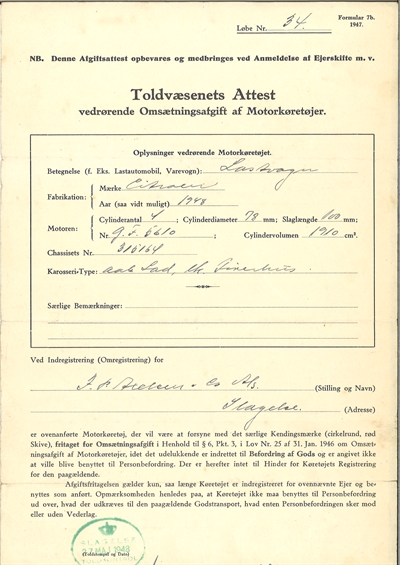 Formular 7b.
1947.
Løbe Nr. 34.
NB. Denne Afgiftsattest opbevares og medbringes ved Anmeldelse af Ejerskifte m. v.
Toldvæsenets Attest
vedrørende Omsætningsafgift af Motorkøretøjer.
Oplysninger vedrørende Motorkøretøjet.
Betegnelse (f. Eks. Lastautomobil, Varevogn): Lastvogn
Fabrikation: Mærke Citroen
Aar (saa vidt muligt) 1948
Motoren: Cylinderantal 4 ; Cylinderdiameter 78 mm; Slaglængde 100 mm;
Nr. 6610 ; Cylindervolumen 1910 cm³.
Chassisets Nr.
Karosseri-Type: aab Lad, Førerhus.
Særlige Bemærkninger:
Ved Indregistrering (Omregistrering) for
& Co A/s. (Stilling og Navn)
Slagelse. (Adresse)
er ovenanførte Motorkøretøj, der vil være at forsyne med det særlige Kendingsmærke (cirkelrund, rød
Skive), fritaget for Omsætningsafgift i Henhold til § 6, Pkt. 3, i Lov Nr. 25 af 31. Jan. 1946 om Omsæt-
ningsafgift af Motorkøretøjer, idet det udelukkende er indrettet til Befordring af Gods og er angivet ikke
at ville blive benyttet til Personbefordring. Der er herefter intet til Hinder for Køretøjets Registrering
for den paagældende.
Afgiftsfritagelsen gælder kun, saa længe Køretøjet er indregistreret for ovennævnte Ejer og be-
nyttes som anført. Opmærksomheden henledes paa, at Køretøjet ikke maa benyttes til Personbefordring
ud over, hvad der udkræves til den paagældende Godstransport, hvad enten Personbefordringen sker mod
eller uden Vederlag.
SLAGELSE
(Toldstempel og Dato)